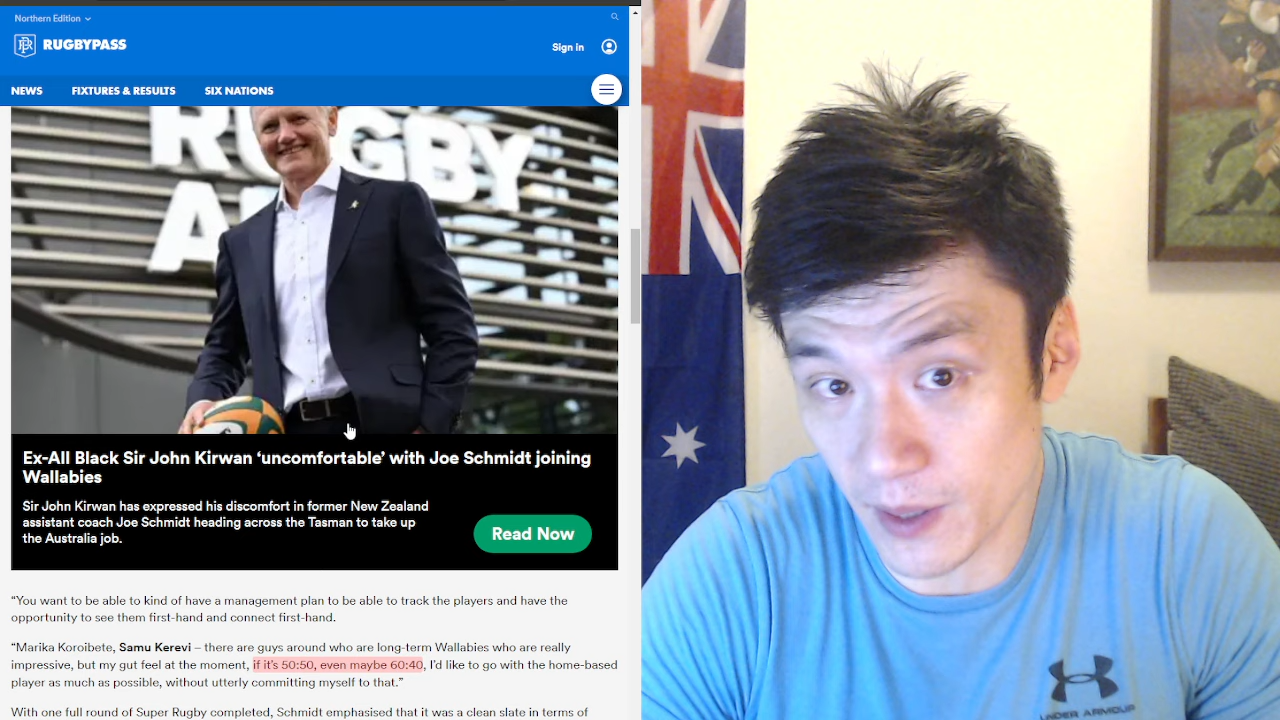 Northern Edition
RUGBYPASS
Sign in
NEWS
FIXTURES & RESULTS
SIX NATIONS
RUGBY
A
Ex-All Black Sir John Kirwan ‘uncomfortable’ with Joe Schmidt joining
Wallabies
Sir John Kirwan has expressed his discomfort in former New Zealand
assistant coach Joe Schmidt heading across the Tasman to take up
the Australia job.
Read Now
“You want to be able to kind of have a management plan to be able to track the players and have the
opportunity to see them first-hand and connect first-hand.
“Marika Koroibete, Samu Kerevi – there are guys around who are long-term Wallabies who are really
impressive, but my gut feel at the moment, if it’s 50:50, even maybe 60:40, I’d like to go with the home-based
player as much as possible, without utterly committing myself to that.”
With one full round of Super Rugby completed, Schmidt emphasised that it was a clean slate in terms of
UNDER ARMOUR